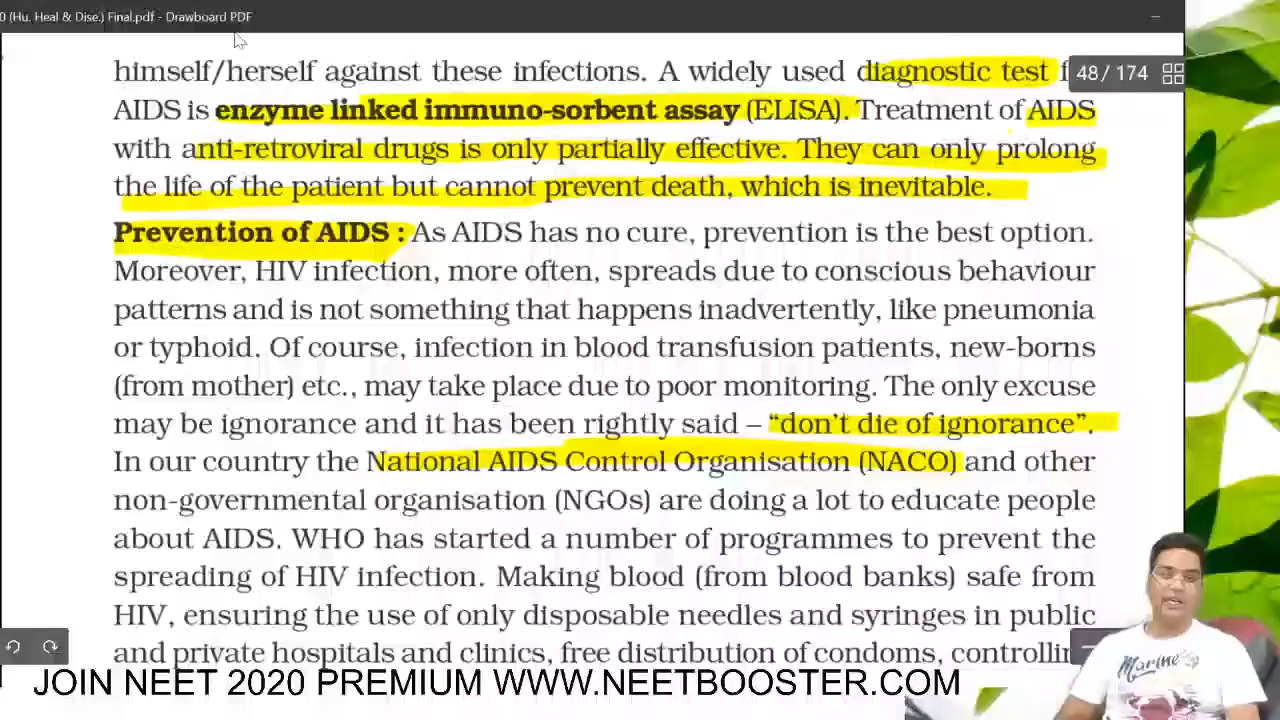 0 (Hu. Heal & Dise.) Final.pdf - Drawboard PDF
himself/herself against these infections. A widely used diagnostic test
48 / 174
AIDS is enzyme linked immuno-sorbent assay (ELISA). Treatment of AIDS
with anti-retroviral drugs is only partially effective. They can only prolong
the life of the patient but cannot prevent death, which is inevitable.
Prevention of AIDS : As AIDS has no cure, prevention is the best option.
Moreover, HIV infection, more often, spreads due to conscious behaviour
patterns and is not something that happens inadvertently, like pneumonia
or typhoid. Of course, infection in blood transfusion patients, new-borns
(from mother) etc., may take place due to poor monitoring. The only excuse
may be ignorance and it has been rightly said – “don’t die of ignorance”.
In our country the National AIDS Control Organisation (NACO) and other
non-governmental organisation (NGOs) are doing a lot to educate people
about AIDS. WHO has started a number of programmes to prevent the
spreading of HIV infection. Making blood (from blood banks) safe from
HIV, ensuring the use of only disposable needles and syringes in public
and private hospitals and clinics, free distribution of condoms,
JOIN NEET 2020 PREMIUM WWW.NEETBOOSTER.COM
Marine